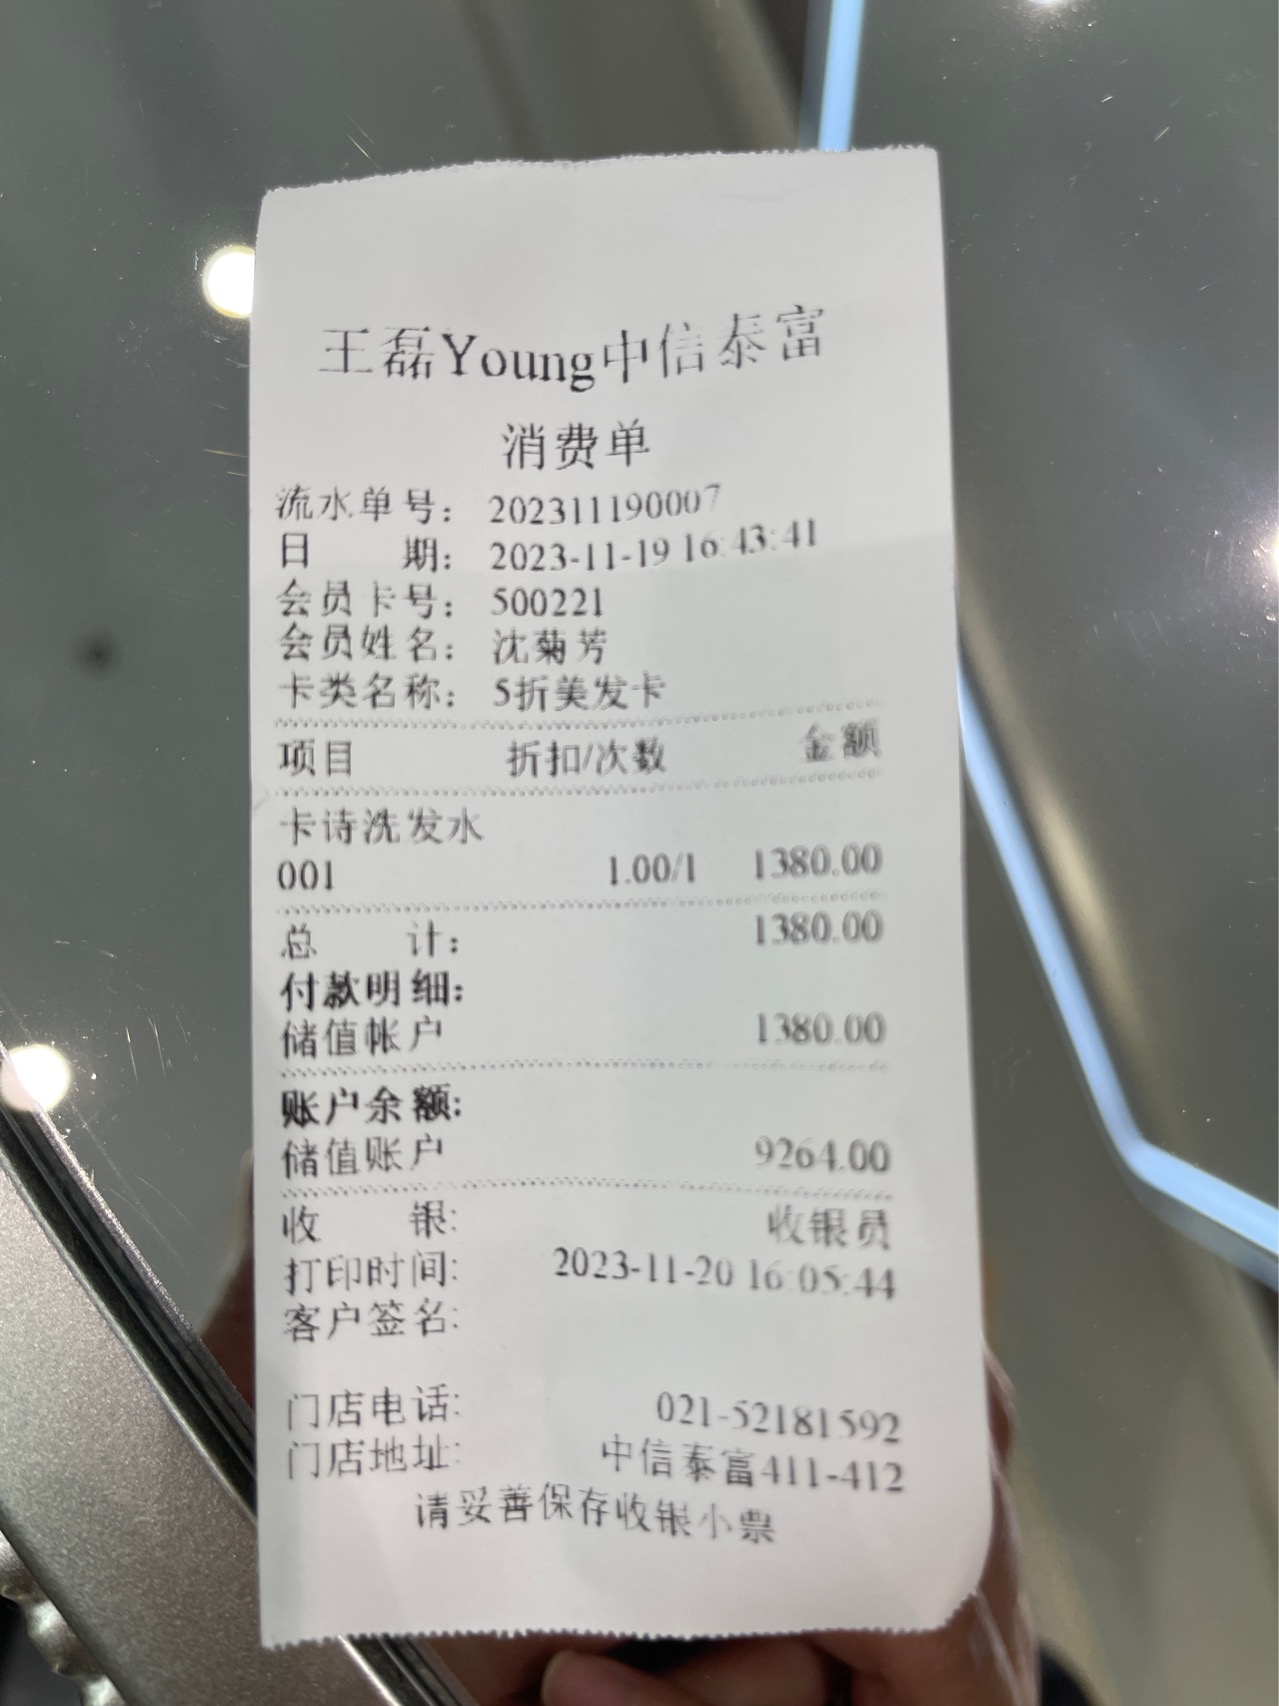 王磊Young中信泰富
消费单
流水单号： 202311190007
日 期： 2023-11-19 16:43:41
会员卡号： 500221
会员姓名： 沈菊芳
卡类名称： 5折美发卡
项目 折扣/次数 金额
卡诗洗发水
001 1.00/1 1380.00
总 计： 1380.00
付款明细：
储值帐户 1380.00
账户余额：
储值账户 9264.00
收 银: 收银员
打印时间: 2023-11-20 16:05:44
客户签名:
门店电话: 021-52181592
门店地址: 中信泰富411-412
请妥善保存收银小票